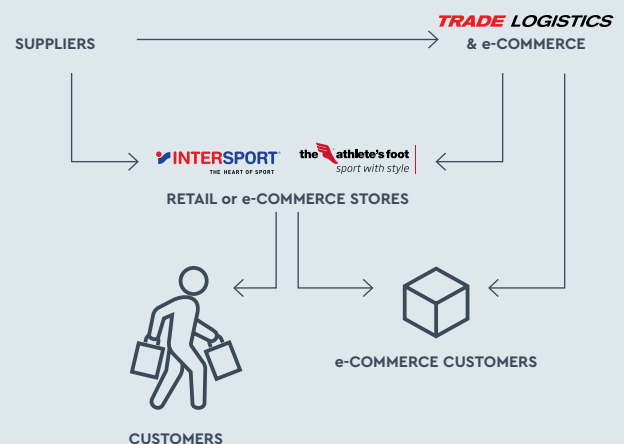 TRADE LOGISTICS
SUPPLIERS
& e-COMMERCE
INTERSPORT
THE HEART OF SPORT
the athlete's foot
sport with style
RETAIL or e-COMMERCE STORES
e-COMMERCE CUSTOMERS
CUSTOMERS